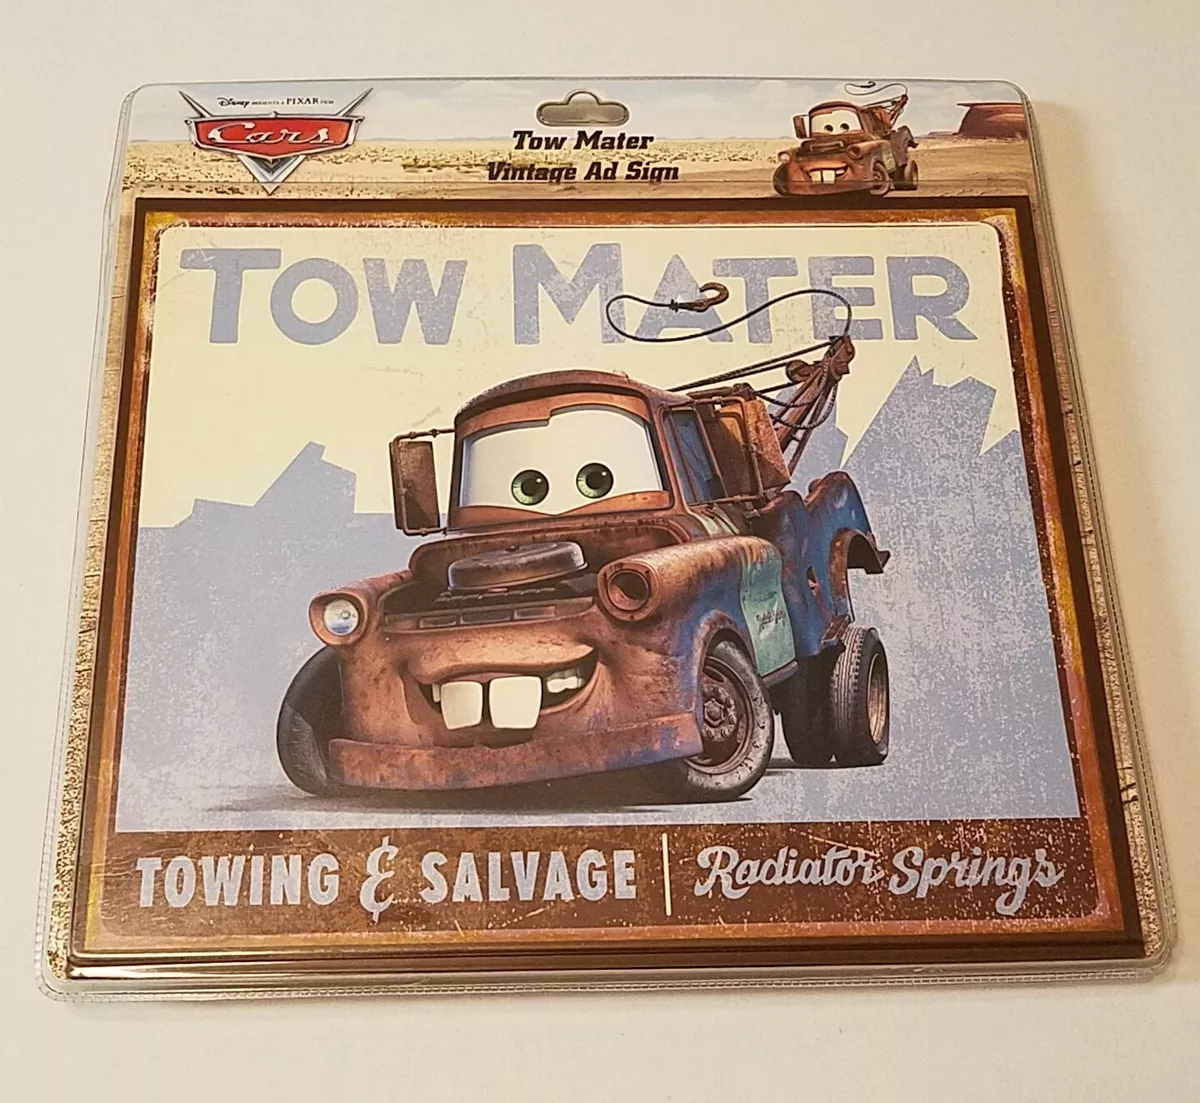 Disney PRESENTS A PIXAR FILM
Cars
Tow Mater
Vintage Ad Sign
TOW MATER
TOWING & SALVAGE | Radiator Springs